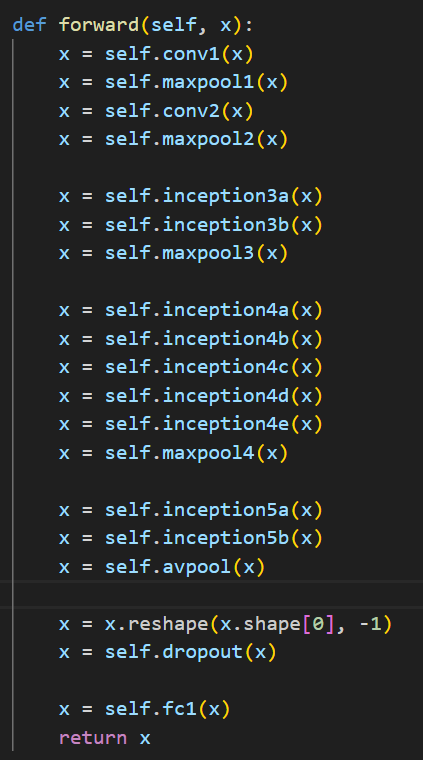 def forward(self, x):
    x = self.conv1(x)
    x = self.maxpool1(x)
    x = self.conv2(x)
    x = self.maxpool2(x)

    x = self.inception3a(x)
    x = self.inception3b(x)
    x = self.maxpool3(x)

    x = self.inception4a(x)
    x = self.inception4b(x)
    x = self.inception4c(x)
    x = self.inception4d(x)
    x = self.inception4e(x)
    x = self.maxpool4(x)

    x = self.inception5a(x)
    x = self.inception5b(x)
    x = self.avpool(x)

    x = x.reshape(x.shape[0], -1)
    x = self.dropout(x)

    x = self.fc1(x)
    return x